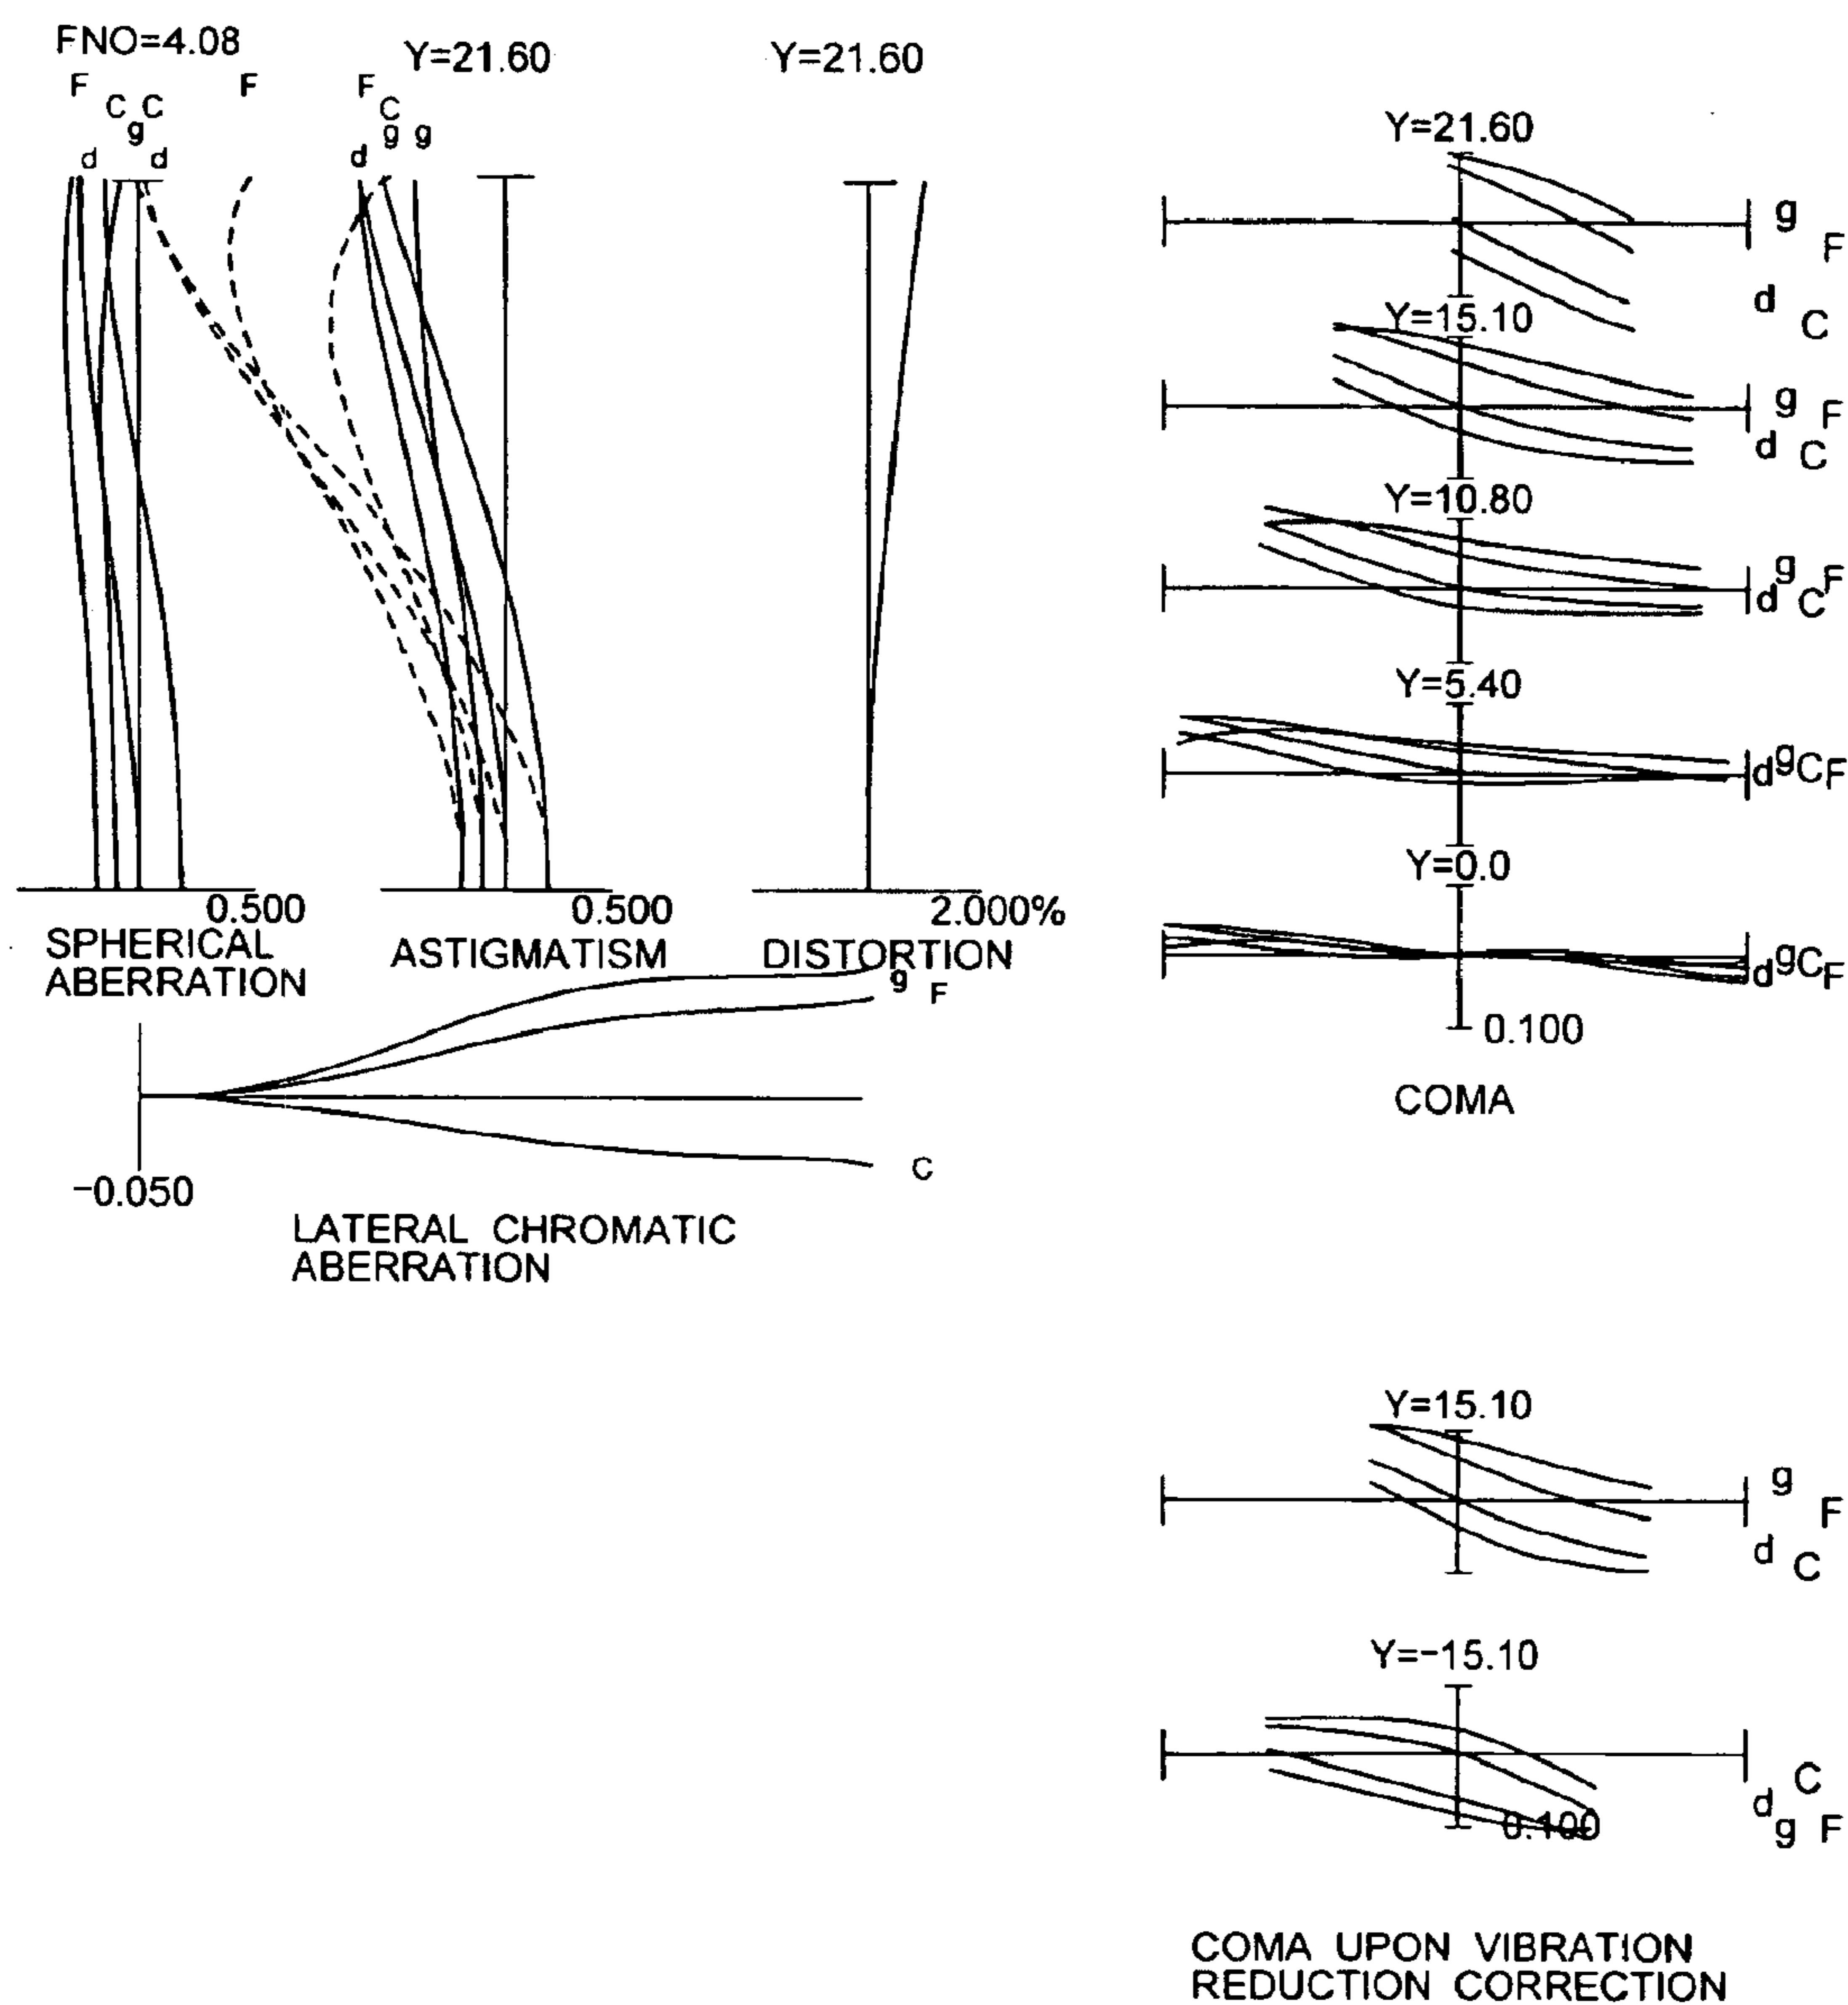 FNO=4.08
F
C
C
g
d
d
F
Y=21.60
F
C
g
g
d
Y=21.60
0.500
SPHERICAL
ABERRATION
0.500
ASTIGMATISM
2.000%
DISTORTION
g
F
C
−0.050
LATERAL CHROMATIC
ABERRATION
Y=21.60
g
F
d
C
Y=15.10
g
F
d
C
Y=10.80
g
F
d
C
Y=5.40
d
g
C
F
Y=0.0
d
g
C
F
0.100
COMA
Y=15.10
g
F
d
C
Y=−15.10
C
d
g
F
0.100
COMA UPON VIBRATION
REDUCTION CORRECTION